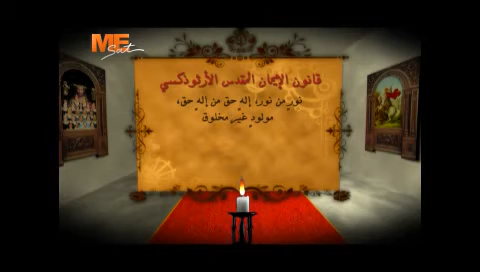 ME
Sat
قانون الإيمان المقدس الأرثوذكسي
نورٌ من نور، إله حق من إلهٍ حق،
مولودٍ غير مخلوق